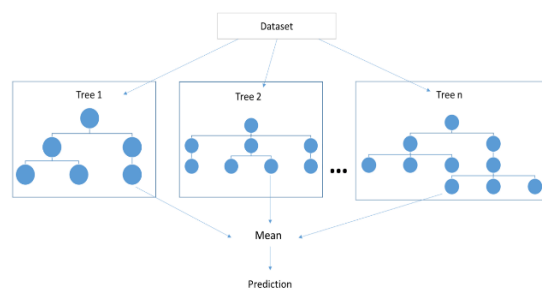 Dataset
Tree 1
Tree 2
Tree n
...
Mean
Prediction